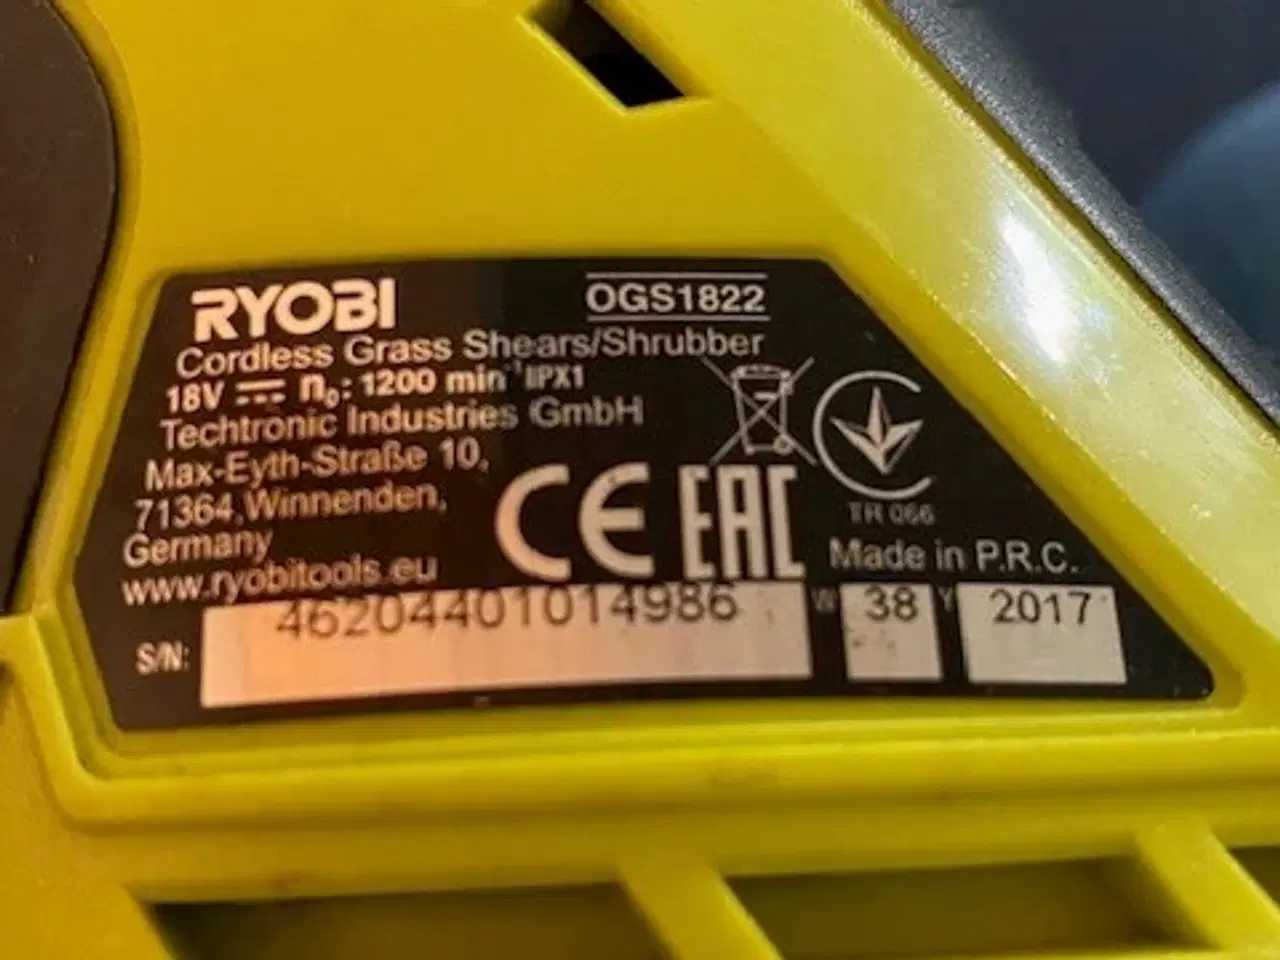 RYOBI
OGS1822
Cordless Grass Shears/Shrubber
18V n₀: 1200 min⁻¹ IPX1
Techtronic Industries GmbH
Max-Eyth-Straße 10,
71364,Winnenden,
Germany
www.ryobitools.eu
CE EAC
TR 066
Made in P.R.C.
S/N: 46204401014986 W 38 Y 2017